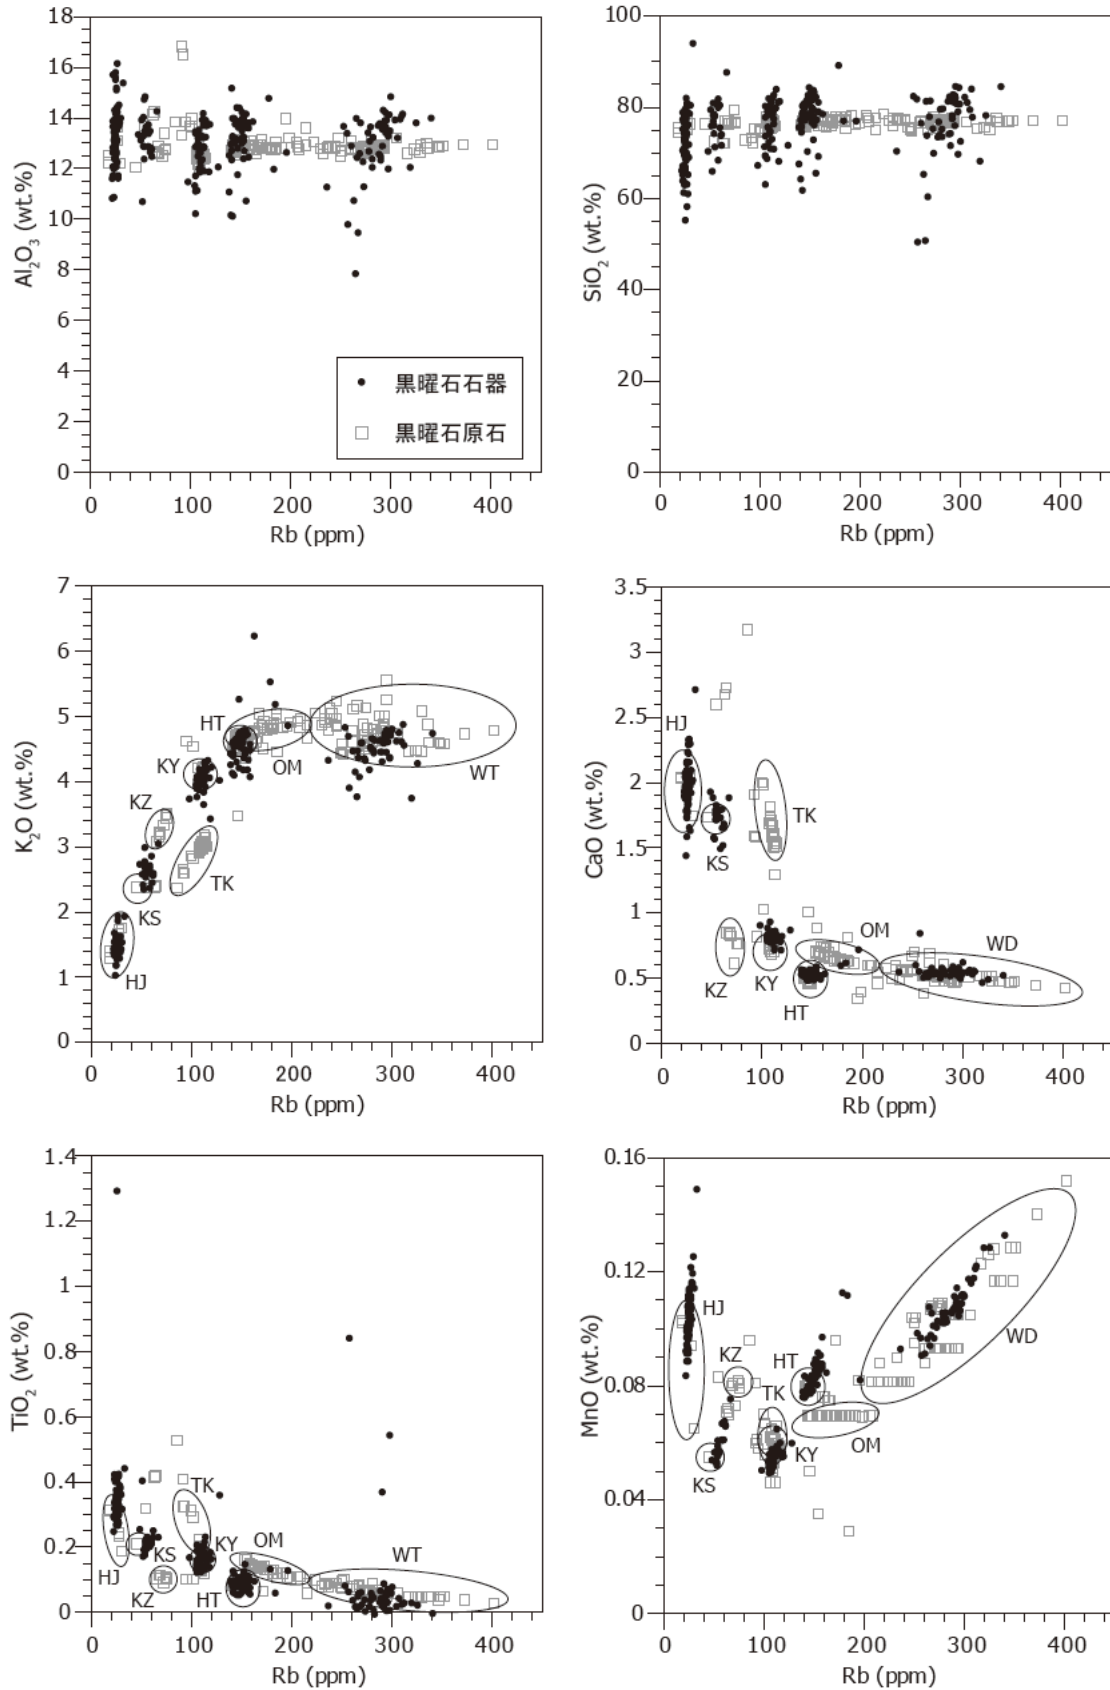 18
16
14
12
10
8
6
4
2
0
Al₂O₃ (wt.%)
黒曜石石器
黒曜石原石
0 100 200 300 400
Rb (ppm)
100
80
60
40
20
0
SiO₂ (wt.%)
0 100 200 300 400
Rb (ppm)
7
6
5
4
3
2
1
0
K₂O (wt.%)
HT
OM
WT
KY
KZ
TK
KS
HJ
0 100 200 300 400
Rb (ppm)
3.5
3
2.5
2
1.5
1
0.5
0
CaO (wt.%)
HJ
TK
KS
OM
WD
KZ
KY
HT
0 100 200 300 400
Rb (ppm)
1.4
1.2
1
0.8
0.6
0.4
0.2
0
TiO₂ (wt.%)
TK
KY
OM
WT
KS
HJ
KZ
HT
0 100 200 300 400
Rb (ppm)
0.16
0.12
0.08
0.04
0
MnO (wt.%)
HJ
KZ
HT
WD
TK
KY
OM
KS
0 100 200 300 400
Rb (ppm)